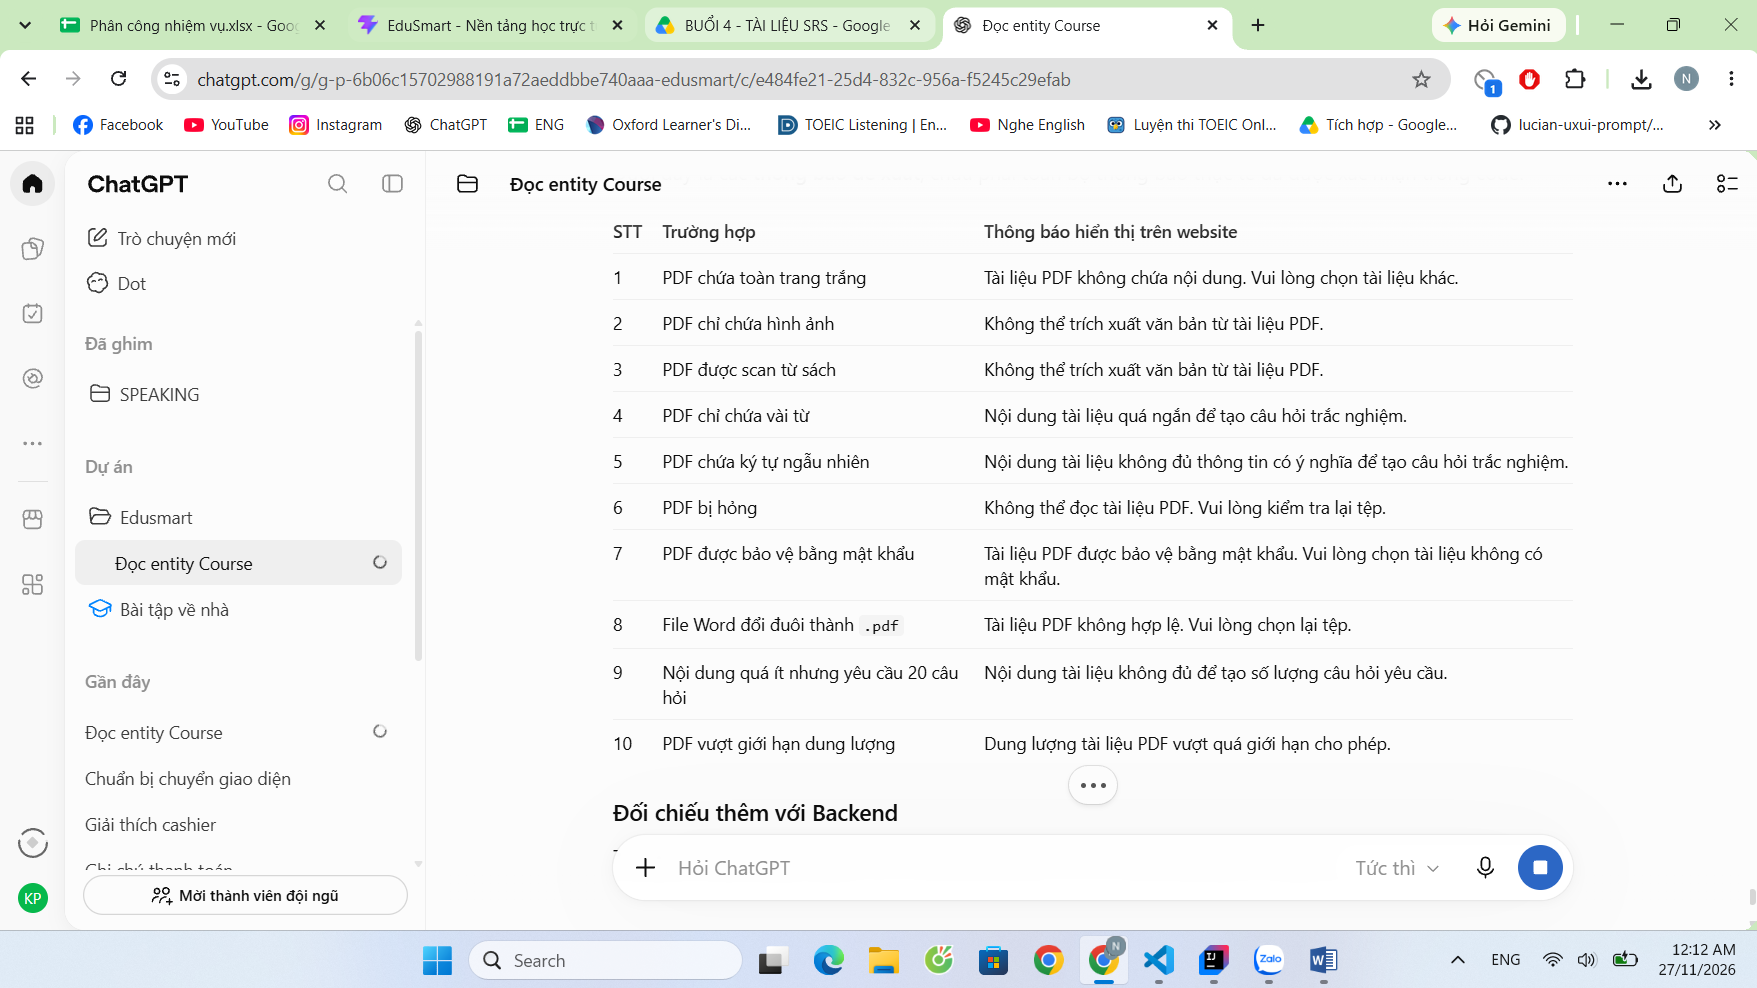 Phân công nhiệm vụ.xlsx - Goog
EduSmart - Nền tảng học trực t
BUỔI 4 - TÀI LIỆU SRS - Google
Đọc entity Course
Hỏi Gemini
chatgpt.com/g/g-p-6b06c15702988191a72aeddbbe740aaa-edusmart/c/e484fe21-25d4-832c-956a-f5245c29efab
1
N
Facebook
YouTube
Instagram
ChatGPT
ENG
Oxford Learner's Di...
TOEIC Listening | En...
Nghe English
Luyện thi TOEIC Onl...
Tích hợp - Google...
lucian-uxui-prompt/...
ChatGPT
Trò chuyện mới
Dot
Đã ghim
SPEAKING
Dự án
Edusmart
Đọc entity Course
Bài tập về nhà
Gần đây
Đọc entity Course
Chuẩn bị chuyển giao diện
Giải thích cashier
Ghi chú thanh toán
Mời thành viên đội ngũ
KP
Đọc entity Course
STT Trường hợp Thông báo hiển thị trên website
1 PDF chứa toàn trang trắng Tài liệu PDF không chứa nội dung. Vui lòng chọn tài liệu khác.
2 PDF chỉ chứa hình ảnh Không thể trích xuất văn bản từ tài liệu PDF.
3 PDF được scan từ sách Không thể trích xuất văn bản từ tài liệu PDF.
4 PDF chỉ chứa vài từ Nội dung tài liệu quá ngắn để tạo câu hỏi trắc nghiệm.
5 PDF chứa ký tự ngẫu nhiên Nội dung tài liệu không đủ thông tin có ý nghĩa để tạo câu hỏi trắc nghiệm.
6 PDF bị hỏng Không thể đọc tài liệu PDF. Vui lòng kiểm tra lại tệp.
7 PDF được bảo vệ bằng mật khẩu Tài liệu PDF được bảo vệ bằng mật khẩu. Vui lòng chọn tài liệu không có
mật khẩu.
8 File Word đổi đuôi thành .pdf Tài liệu PDF không hợp lệ. Vui lòng chọn lại tệp.
9 Nội dung quá ít nhưng yêu cầu 20 câu Nội dung tài liệu không đủ để tạo số lượng câu hỏi yêu cầu.
hỏi
10 PDF vượt giới hạn dung lượng Dung lượng tài liệu PDF vượt quá giới hạn cho phép.
Đối chiếu thêm với Backend
Hỏi ChatGPT
Tức thì
Search
N
IJ
Zalo
ENG
12:12 AM
27/11/2026